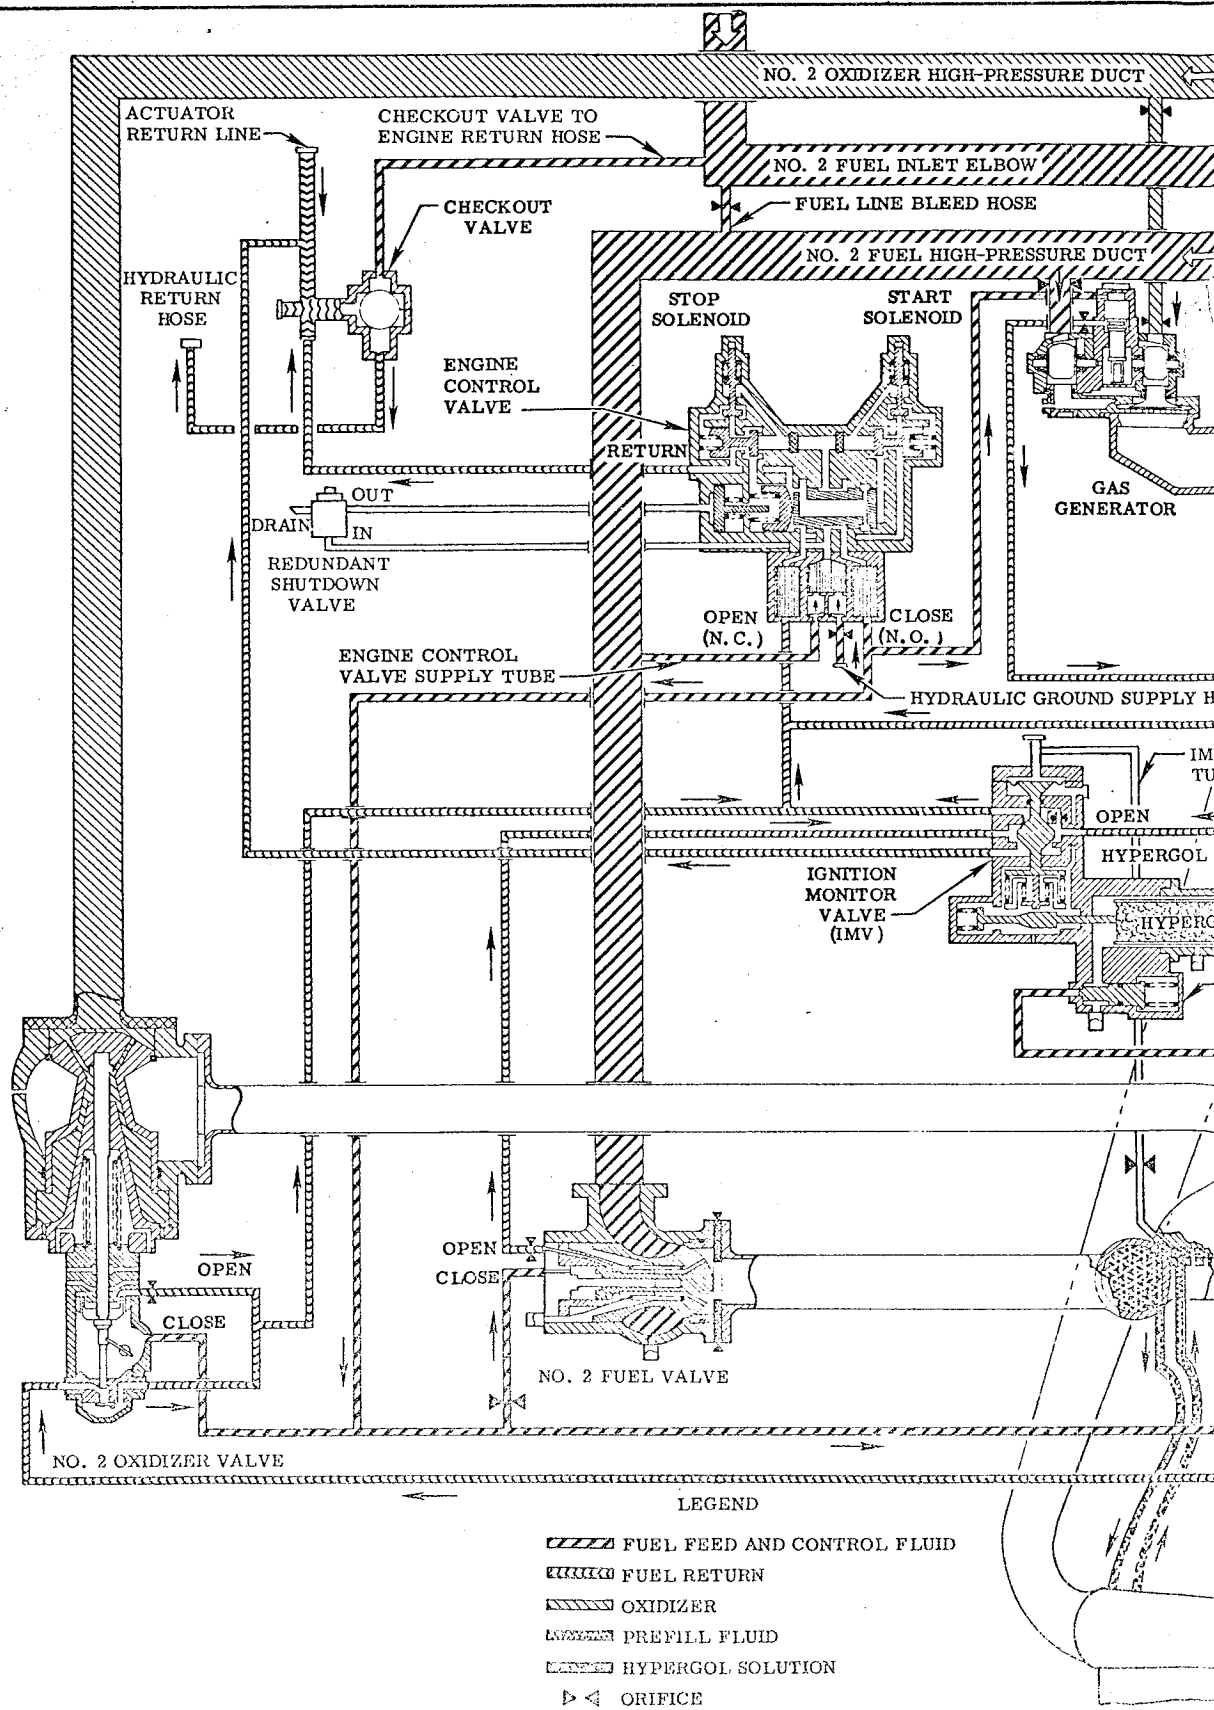 NO. 2 OXIDIZER HIGH-PRESSURE DUCT
ACTUATOR
RETURN LINE
CHECKOUT VALVE TO
ENGINE RETURN HOSE
NO. 2 FUEL INLET ELBOW
CHECKOUT
VALVE
FUEL LINE BLEED HOSE
NO. 2 FUEL HIGH-PRESSURE DUCT
HYDRAULIC
RETURN
HOSE
STOP
SOLENOID
START
SOLENOID
ENGINE
CONTROL
VALVE
RETURN
GAS
GENERATOR
OUT
DRAIN
IN
REDUNDANT
SHUTDOWN
VALVE
OPEN
(N.C.)
CLOSE
(N.O.)
ENGINE CONTROL
VALVE SUPPLY TUBE
HYDRAULIC GROUND SUPPLY H
IM
TU
OPEN
HYPERGOL
IGNITION
MONITOR
VALVE
(IMV)
HYPERG
OPEN
CLOSE
OPEN
CLOSE
NO. 2 FUEL VALVE
NO. 2 OXIDIZER VALVE
LEGEND
FUEL FEED AND CONTROL FLUID
FUEL RETURN
OXIDIZER
PREFILL FLUID
HYPERGOL SOLUTION
ORIFICE